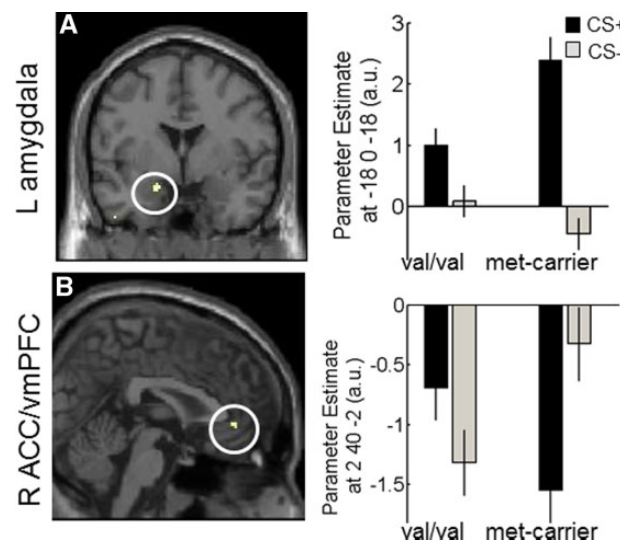 A
L amygdala
Parameter Estimate
at -18 0 -18 (a.u.)
3
2
1
0
CS+
CS-
val/val met-carrier
B
R ACC/vmPFC
Parameter Estimate
at 2 40 -2 (a.u.)
0
-0.5
-1
-1.5
val/val met-carrier